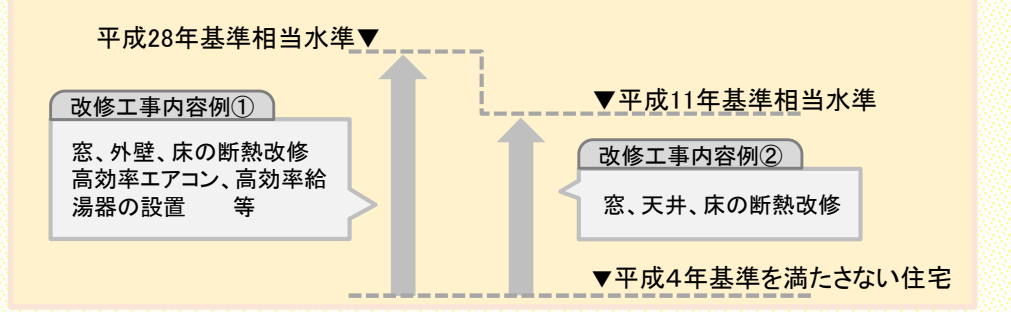 平成28年基準相当水準▼
改修工事内容例①
窓、外壁、床の断熱改修
高効率エアコン、高効率給
湯器の設置　　等
▼平成11年基準相当水準
改修工事内容例②
窓、天井、床の断熱改修
▼平成4年基準を満たさない住宅